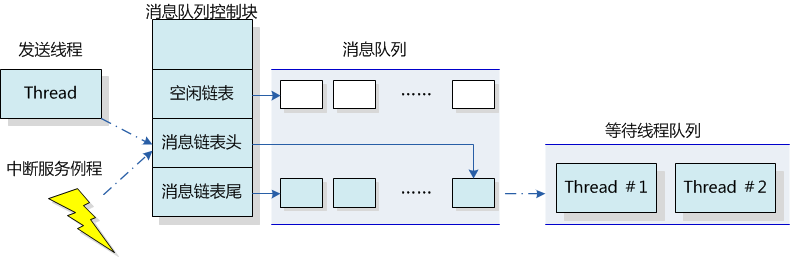 消息队列控制块
发送线程
消息队列
Thread
空闲链表
……
等待线程队列
消息链表头
中断服务例程
消息链表尾
……
Thread #1
Thread #2